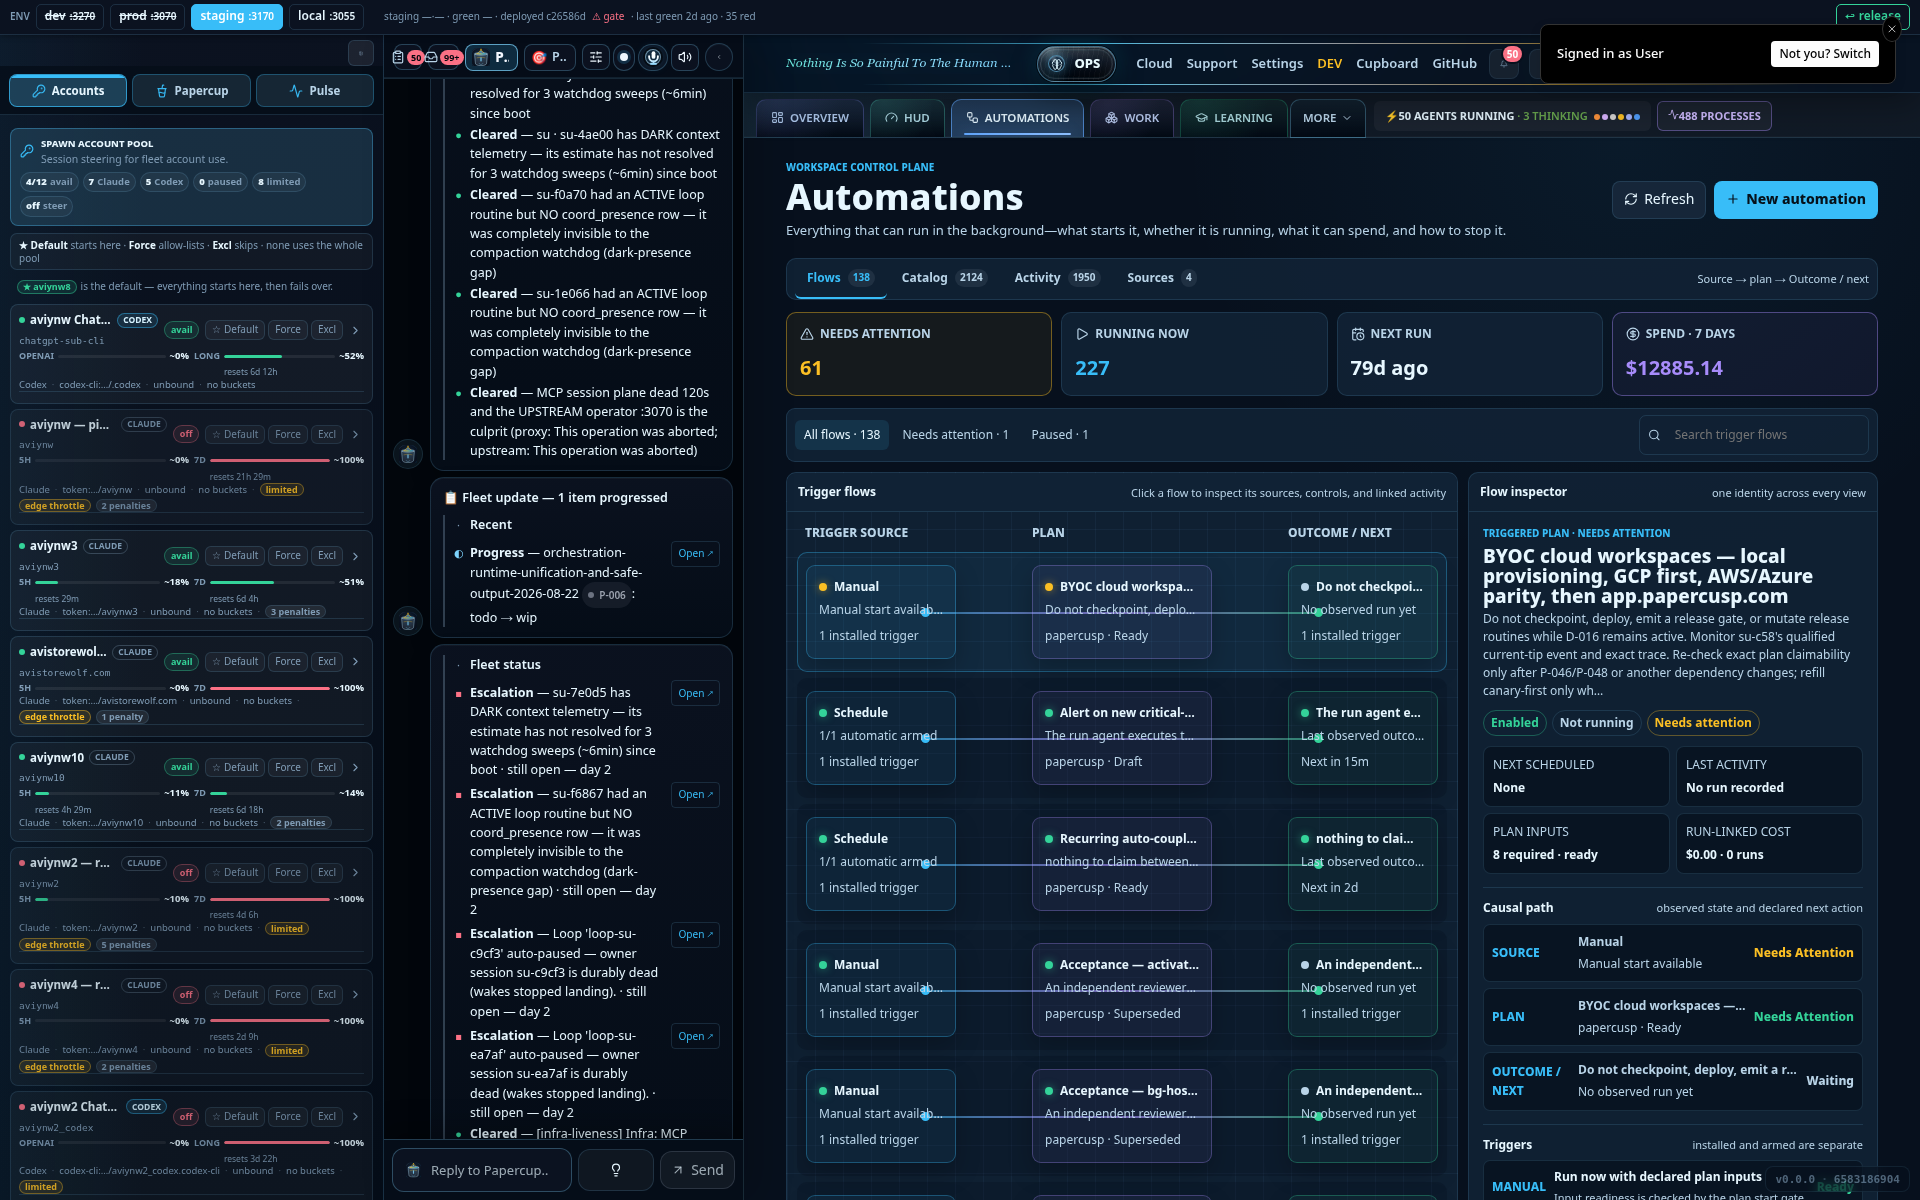 ENV
dev :3270
prod :3070
staging :3170
local :3055
staging —·— · green — · deployed c26586d ⚠ gate · last green 2d ago · 35 red
↩ release
Signed in as User
Not you? Switch
Accounts
Papercup
Pulse
SPAWN ACCOUNT POOL
Session steering for fleet account use.
4/12 avail
7 Claude
5 Codex
0 paused
8 limited
off steer
★ Default starts here · Force allow-lists · Excl skips · none uses the whole
pool
★ aviynw8 is the default — everything starts here, then fails over.
aviynw Chat... CODEX avail ☆ Default Force Excl
chatgpt-sub-cli
OPENAI ~0% LONG ~52%
resets 6d 12h
Codex · codex-cli:.../.codex · unbound · no buckets
aviynw — pi... CLAUDE off ☆ Default Force Excl
aviynw
5H ~0% 7D ~100%
resets 21h 29m
Claude · token:.../aviynw · unbound · no buckets · limited
edge throttle 2 penalties
aviynw3 CLAUDE avail ☆ Default Force Excl
aviynw3
5H ~18% 7D ~51%
resets 29m resets 6d 4h
Claude · token:.../aviynw3 · unbound · no buckets · 3 penalties
avistorewol... CLAUDE avail ☆ Default Force Excl
avistorewolf.com
5H ~0% 7D ~100%
Claude · token:.../avistorewolf.com · unbound · no buckets ·
edge throttle 1 penalty
aviynw10 CLAUDE avail ☆ Default Force Excl
aviynw10
5H ~11% 7D ~14%
resets 4h 29m resets 6d 18h
Claude · token:.../aviynw10 · unbound · no buckets · 2 penalties
aviynw2 — r... CLAUDE off ☆ Default Force Excl
aviynw2
5H ~10% 7D ~100%
resets 4d 6h
Claude · token:.../aviynw2 · unbound · no buckets · limited
edge throttle 5 penalties
aviynw4 — r... CLAUDE off ☆ Default Force Excl
aviynw4
5H ~0% 7D ~100%
resets 2d 9h
Claude · token:.../aviynw4 · unbound · no buckets · limited
edge throttle 2 penalties
aviynw2 Chat... CODEX off ☆ Default Force Excl
aviynw2_codex
OPENAI ~0% LONG ~100%
resets 3d 22h
Codex · codex-cli:.../aviynw2_codex.codex-cli · unbound · no buckets ·
limited
50
99+
P..
P..
resolved for 3 watchdog sweeps (~6min)
since boot
Cleared — su · su-4ae00 has DARK context
telemetry — its estimate has not resolved
for 3 watchdog sweeps (~6min) since boot
Cleared — su-f0a70 had an ACTIVE loop
routine but NO coord_presence row — it
was completely invisible to the
compaction watchdog (dark-presence
gap)
Cleared — su-1e066 had an ACTIVE loop
routine but NO coord_presence row — it
was completely invisible to the
compaction watchdog (dark-presence
gap)
Cleared — MCP session plane dead 120s
and the UPSTREAM operator :3070 is the
culprit (proxy: This operation was aborted;
upstream: This operation was aborted)
Fleet update — 1 item progressed
Recent
Progress — orchestration-
runtime-unification-and-safe-
output-2026-08-22 P-006 :
todo → wip
Open ↗
Fleet status
Escalation — su-7e0d5 has
DARK context telemetry — its
estimate has not resolved for 3
watchdog sweeps (~6min) since
boot · still open — day 2
Open ↗
Escalation — su-f6867 had an
ACTIVE loop routine but NO
coord_presence row — it was
completely invisible to the
compaction watchdog (dark-
presence gap) · still open — day
2
Open ↗
Escalation — Loop 'loop-su-
c9cf3' auto-paused — owner
session su-c9cf3 is durably dead
(wakes stopped landing). · still
open — day 2
Open ↗
Escalation — Loop 'loop-su-
ea7af' auto-paused — owner
session su-ea7af is durably
dead (wakes stopped landing). ·
still open — day 2
Open ↗
Cleared — [infra-liveness] Infra: MCP
Reply to Papercup..
Send
Nothing Is So Painful To The Human ...
OPS
Cloud
Support
Settings
DEV
Cupboard
GitHub
50
OVERVIEW
HUD
AUTOMATIONS
WORK
LEARNING
MORE
⚡50 AGENTS RUNNING · 3 THINKING
488 PROCESSES
WORKSPACE CONTROL PLANE
Automations
Everything that can run in the background—what starts it, whether it is running, what it can spend, and how to stop it.
Refresh
+ New automation
Flows 138
Catalog 2124
Activity 1950
Sources 4
Source → plan → Outcome / next
NEEDS ATTENTION
61
RUNNING NOW
227
NEXT RUN
79d ago
SPEND · 7 DAYS
$12885.14
All flows · 138
Needs attention · 1
Paused · 1
Search trigger flows
Trigger flows
Click a flow to inspect its sources, controls, and linked activity
TRIGGER SOURCE
PLAN
OUTCOME / NEXT
Manual
Manual start availab...
1 installed trigger
BYOC cloud workspa...
Do not checkpoint, deplo...
papercusp · Ready
Do not checkpoi...
No observed run yet
1 installed trigger
Schedule
1/1 automatic armed
1 installed trigger
Alert on new critical-...
The run agent executes t...
papercusp · Draft
The run agent e...
Last observed outco...
Next in 15m
Schedule
1/1 automatic armed
1 installed trigger
Recurring auto-coupl...
nothing to claim between...
papercusp · Ready
nothing to clai...
Last observed outco...
Next in 2d
Manual
Manual start availab...
1 installed trigger
Acceptance — activat...
An independent reviewer...
papercusp · Superseded
An independent...
No observed run yet
1 installed trigger
Manual
Manual start availab...
1 installed trigger
Acceptance — bg-hos...
An independent reviewer...
papercusp · Superseded
An independent...
No observed run yet
1 installed trigger
Flow inspector
one identity across every view
TRIGGERED PLAN · NEEDS ATTENTION
BYOC cloud workspaces — local
provisioning, GCP first, AWS/Azure
parity, then app.papercusp.com
Do not checkpoint, deploy, emit a release gate, or mutate release
routines while D-016 remains active. Monitor su-c58's qualified
current-tip event and exact trace. Re-check exact plan claimability
only after P-046/P-048 or another dependency changes; refill
canary-first only wh...
Enabled
Not running
Needs attention
NEXT SCHEDULED
None
LAST ACTIVITY
No run recorded
PLAN INPUTS
8 required · ready
RUN-LINKED COST
$0.00 · 0 runs
Causal path
observed state and declared next action
SOURCE
Manual
Manual start available
Needs Attention
PLAN
BYOC cloud workspaces —...
papercusp · Ready
Needs Attention
OUTCOME /
NEXT
Do not checkpoint, deploy, emit a r...
No observed run yet
Waiting
Triggers
installed and armed are separate
MANUAL
Run now with declared plan inputs
Input readiness is checked by the plan start gate
Ready
v0.0.0 · 6583186904